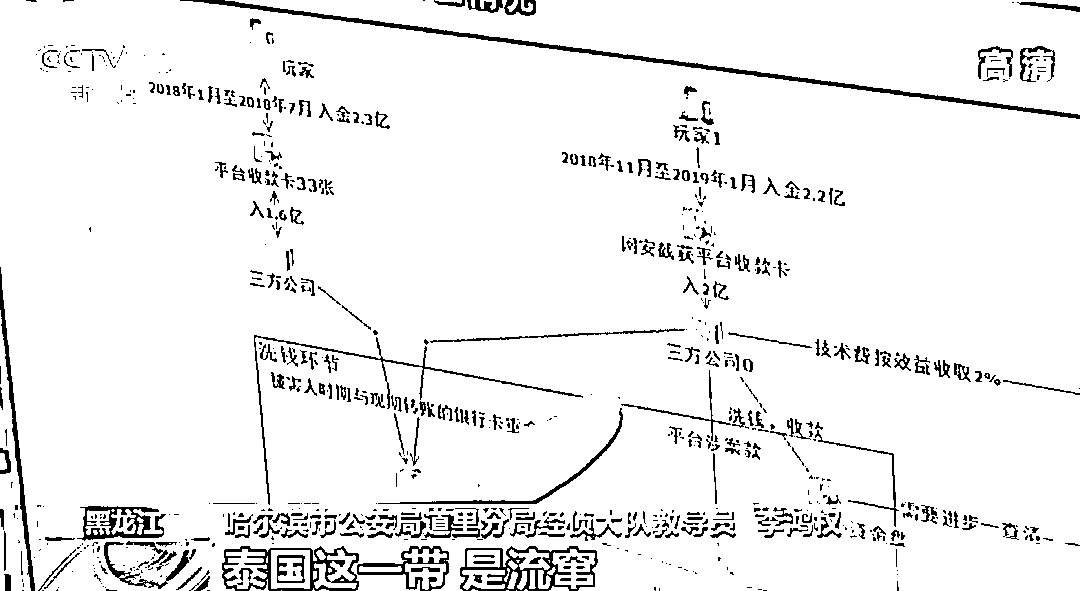 CCTV
高清
玩家
2018年1月至2018年7月 入金2.3亿
平台收款卡33张
入1.6亿
三方公司
玩家1
2018年11月至2019年1月 入金2.2亿
网安截获平台收款卡
入2亿
三方公司0
技术费按效益收取2%
洗钱环节
被害人时期与现期转账的银行卡
洗钱,收款
平台涉案款
需要进步一查活
资金
黑龙江
哈尔滨市公安局道里分局经侦大队教导员 李鸿权
泰国这一带 是流窜